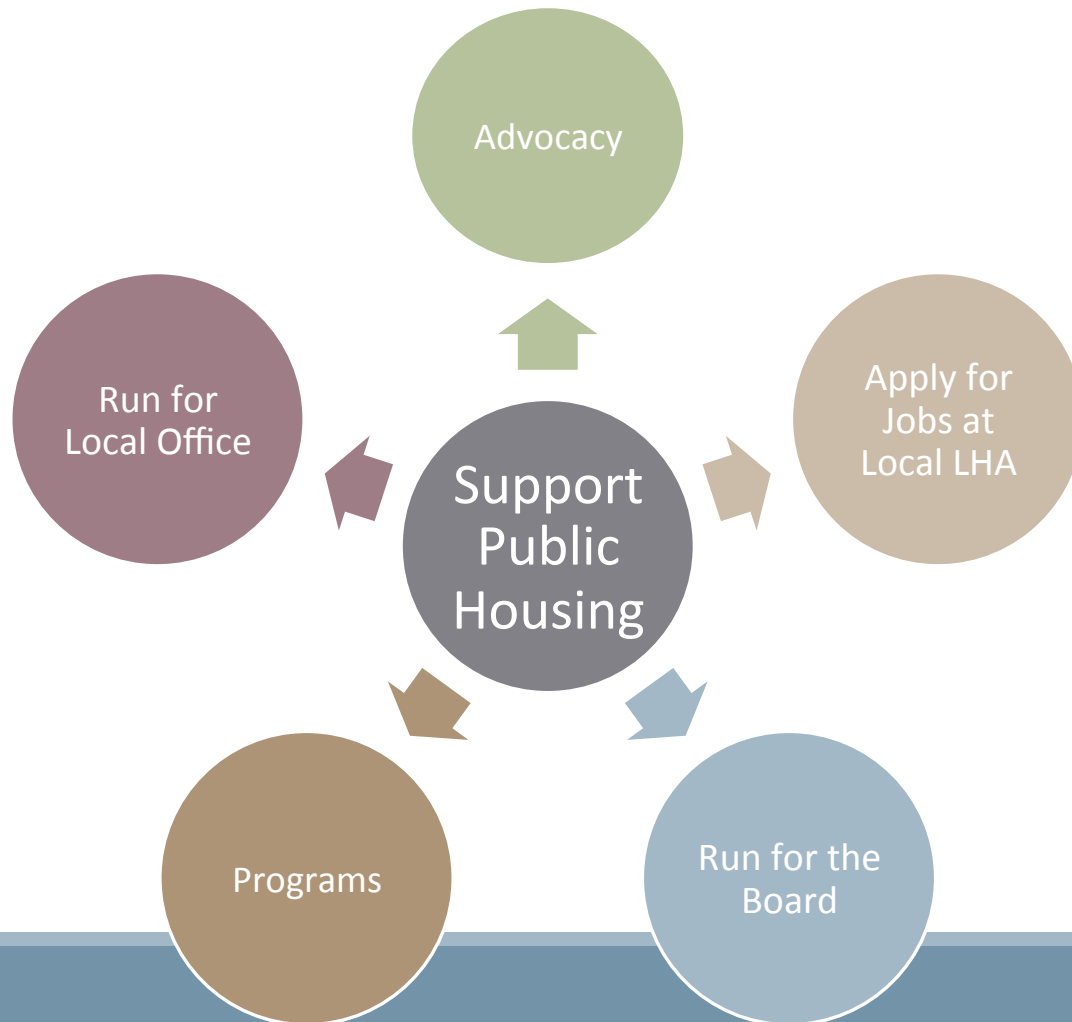 Advocacy
Run for
Local Office
Apply for
Jobs at
Local LHA
Support
Public
Housing
Programs
Run for the
Board